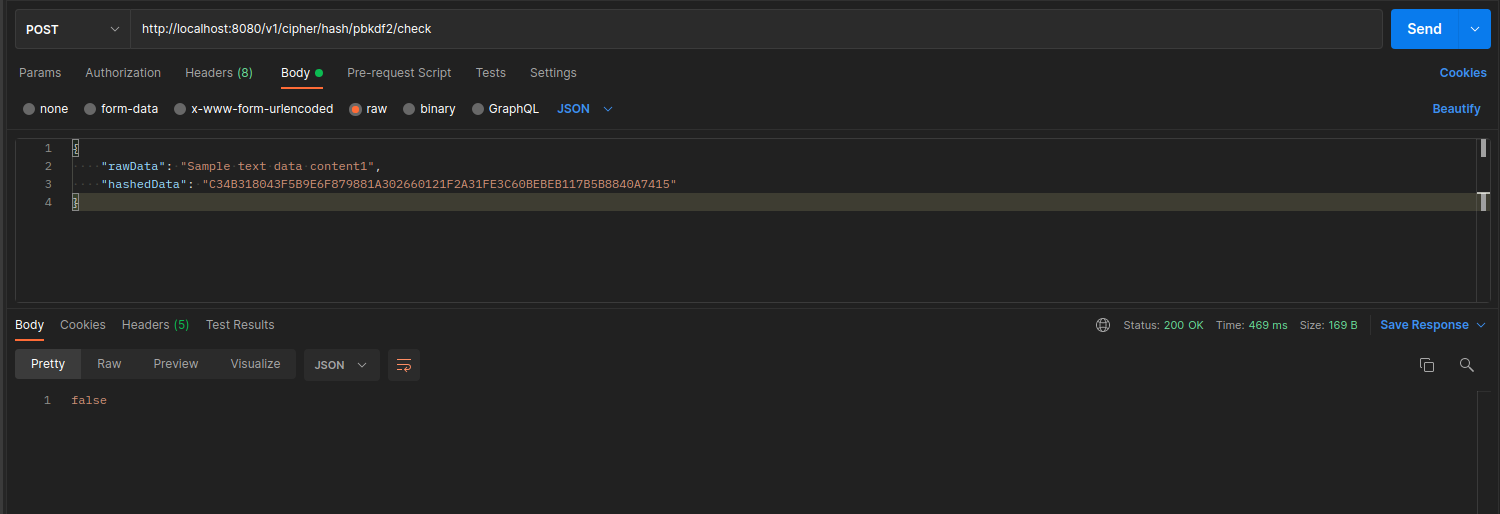 POST http://localhost:8080/v1/cipher/hash/pbkdf2/check Send
Params Authorization Headers (8) Body Pre-request Script Tests Settings Cookies
none form-data x-www-form-urlencoded raw binary GraphQL JSON Beautify
1 {
2 "rawData": "Sample text data content1",
3 "hashedData": "C34B318043F5B9E6F879881A302660121F2A31FE3C60BEBEB117B5B8840A7415"
4 }
Body Cookies Headers (5) Test Results Status: 200 OK Time: 469 ms Size: 169 B Save Response
Pretty Raw Preview Visualize JSON
1 false